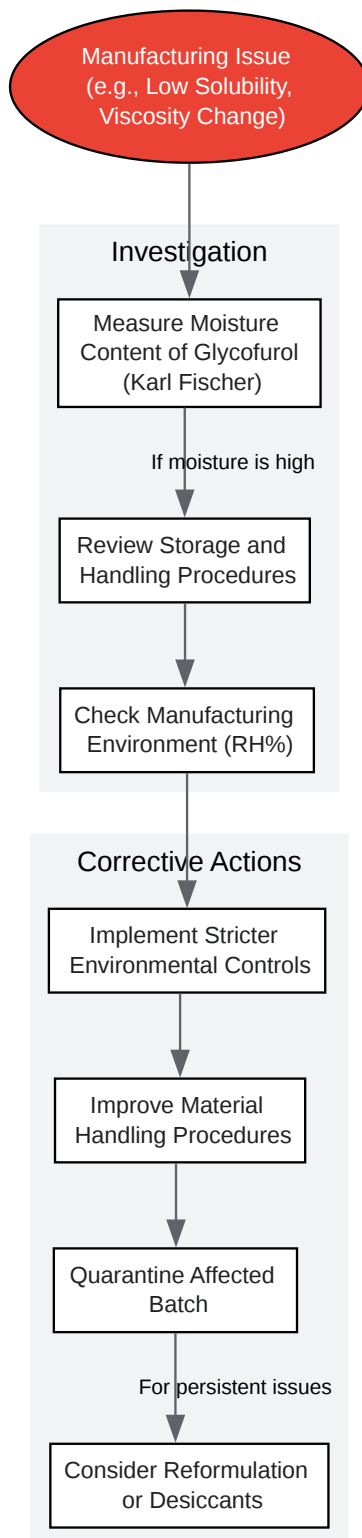 Manufacturing Issue
(e.g., Low Solubility,
Viscosity Change)
Investigation
Measure Moisture
Content of Glycofurol
(Karl Fischer)
If moisture is high
Review Storage and
Handling Procedures
Check Manufacturing
Environment (RH%)
Corrective Actions
Implement Stricter
Environmental Controls
Improve Material
Handling Procedures
Quarantine Affected
Batch
For persistent issues
Consider Reformulation
or Desiccants